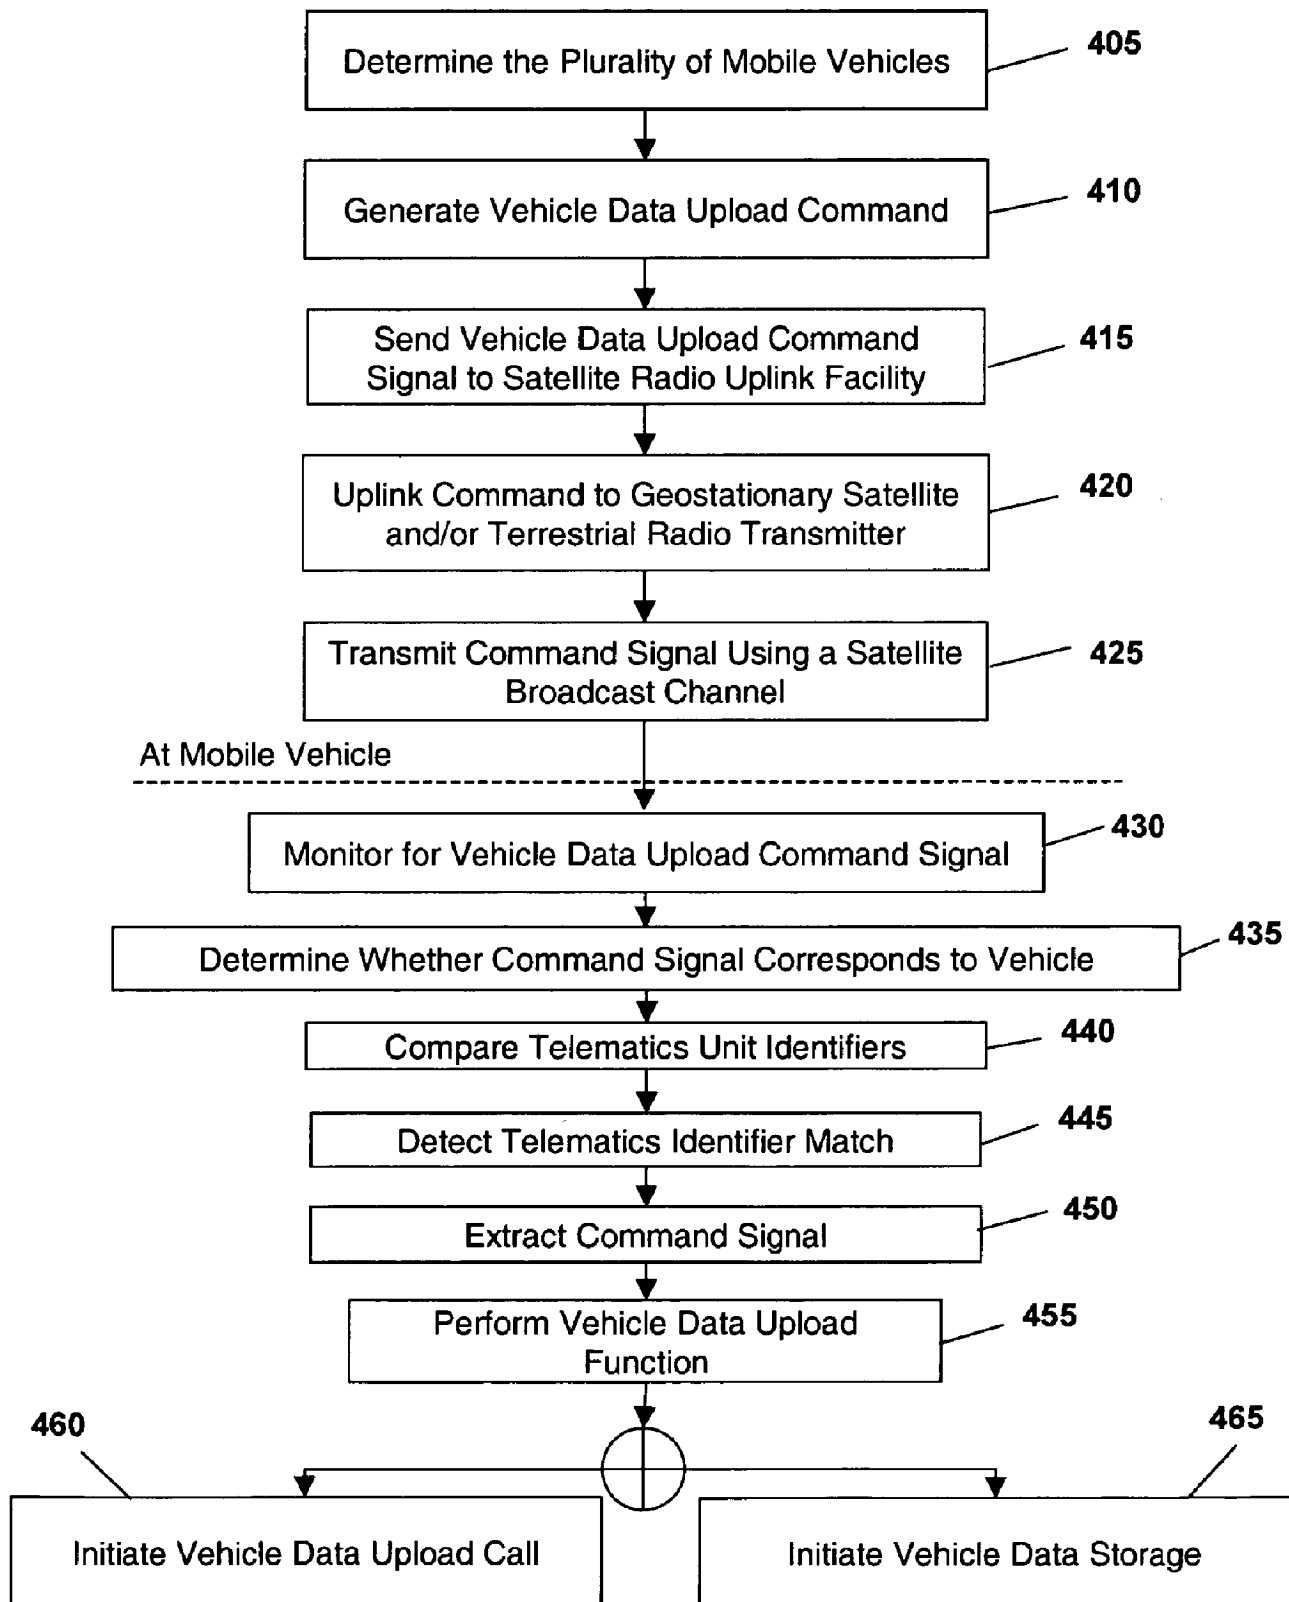 Determine the Plurality of Mobile Vehicles
405
Generate Vehicle Data Upload Command
410
Send Vehicle Data Upload Command
Signal to Satellite Radio Uplink Facility
415
Uplink Command to Geostationary Satellite
and/or Terrestrial Radio Transmitter
420
Transmit Command Signal Using a Satellite
Broadcast Channel
425
At Mobile Vehicle
Monitor for Vehicle Data Upload Command Signal
430
Determine Whether Command Signal Corresponds to Vehicle
435
Compare Telematics Unit Identifiers
440
Detect Telematics Identifier Match
445
Extract Command Signal
450
Perform Vehicle Data Upload
Function
455
460
465
Initiate Vehicle Data Upload Call
Initiate Vehicle Data Storage